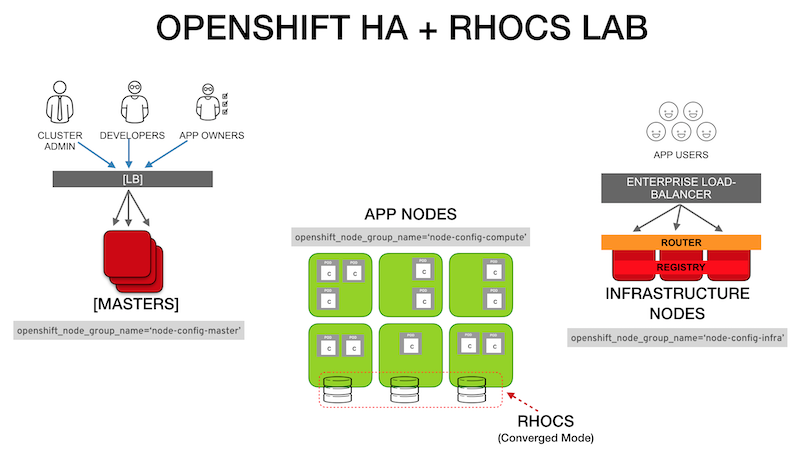 OPENSHIFT HA + RHOCS LAB
CLUSTER
ADMIN
DEVELOPERS
APP OWNERS
[LB]
[MASTERS]
openshift_node_group_name='node-config-master'
APP NODES
openshift_node_group_name='node-config-compute'
POD
POD
POD
POD
C
C
C
C
POD
POD
POD
C
C
C
POD
POD
POD
POD
POD
C
C
C
C
C
RHOCS
(Converged Mode)
APP USERS
ENTERPRISE LOAD-
BALANCER
ROUTER
REGISTRY
INFRASTRUCTURE
NODES
openshift_node_group_name='node-config-infra'